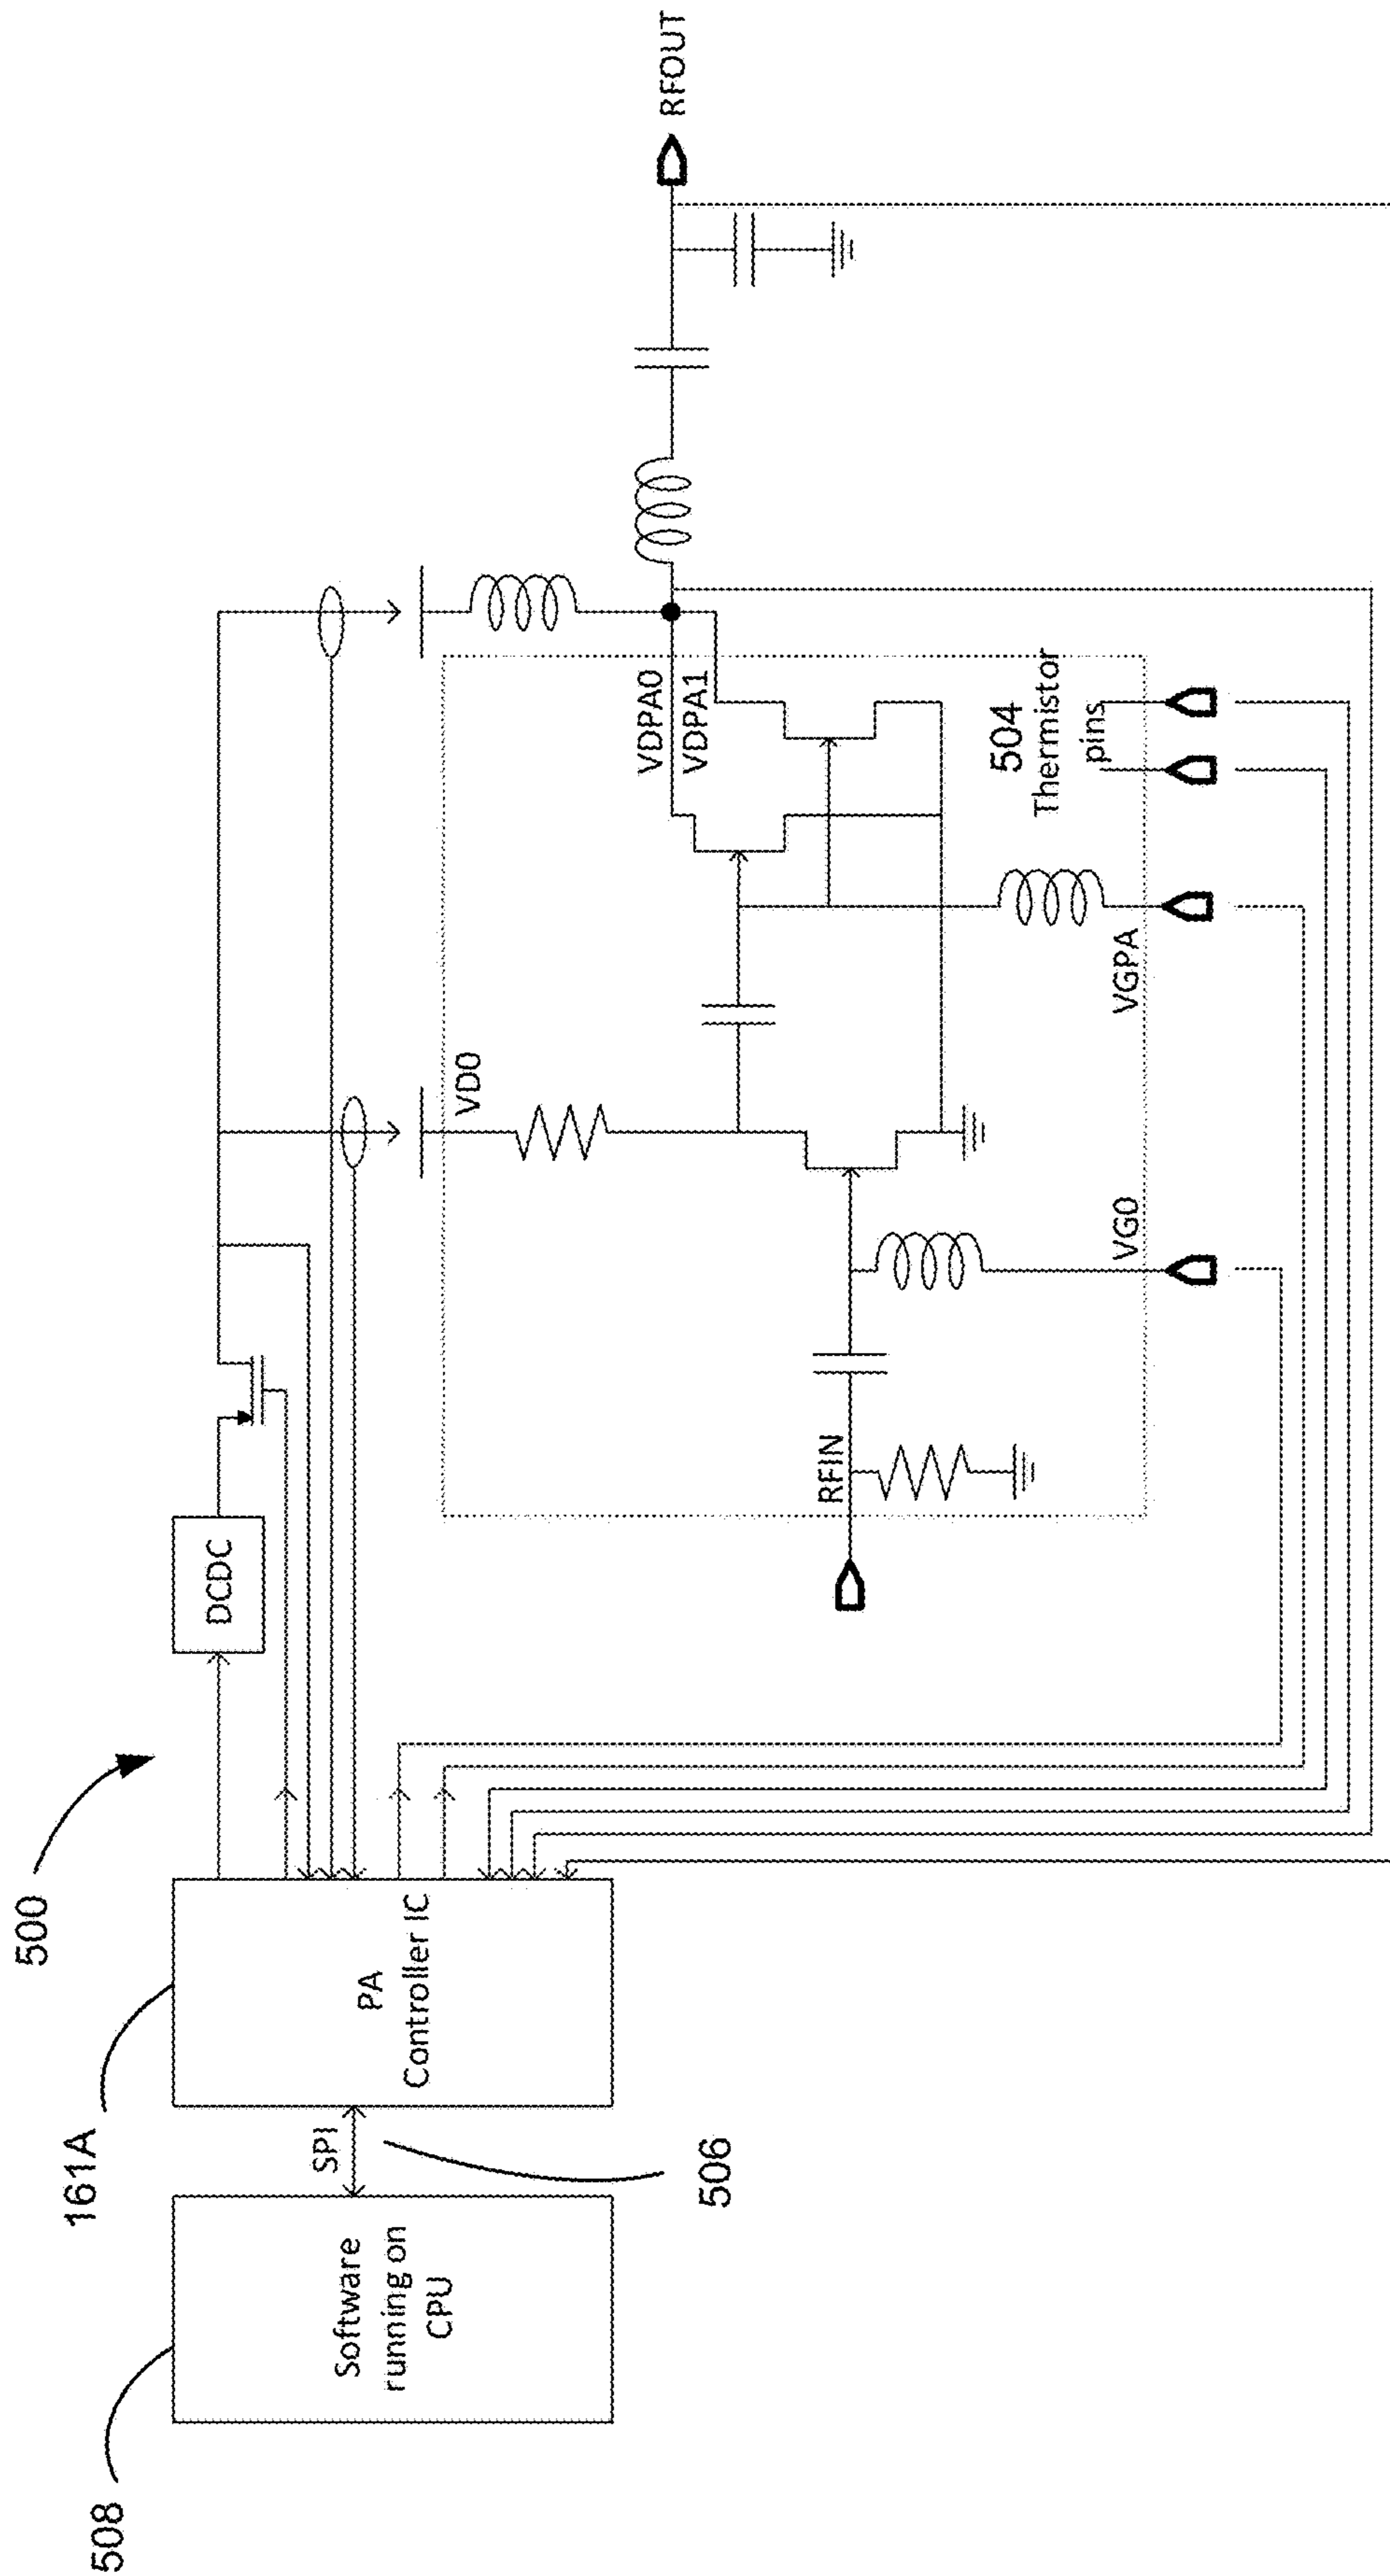 500
508
Software
running on
CPU
SPI
506
161A
PA
Controller IC
DCDC
RFIN
VG0
VD0
VGPA
VDPA0
VDPA1
504
Thermistor
pins
RFOUT